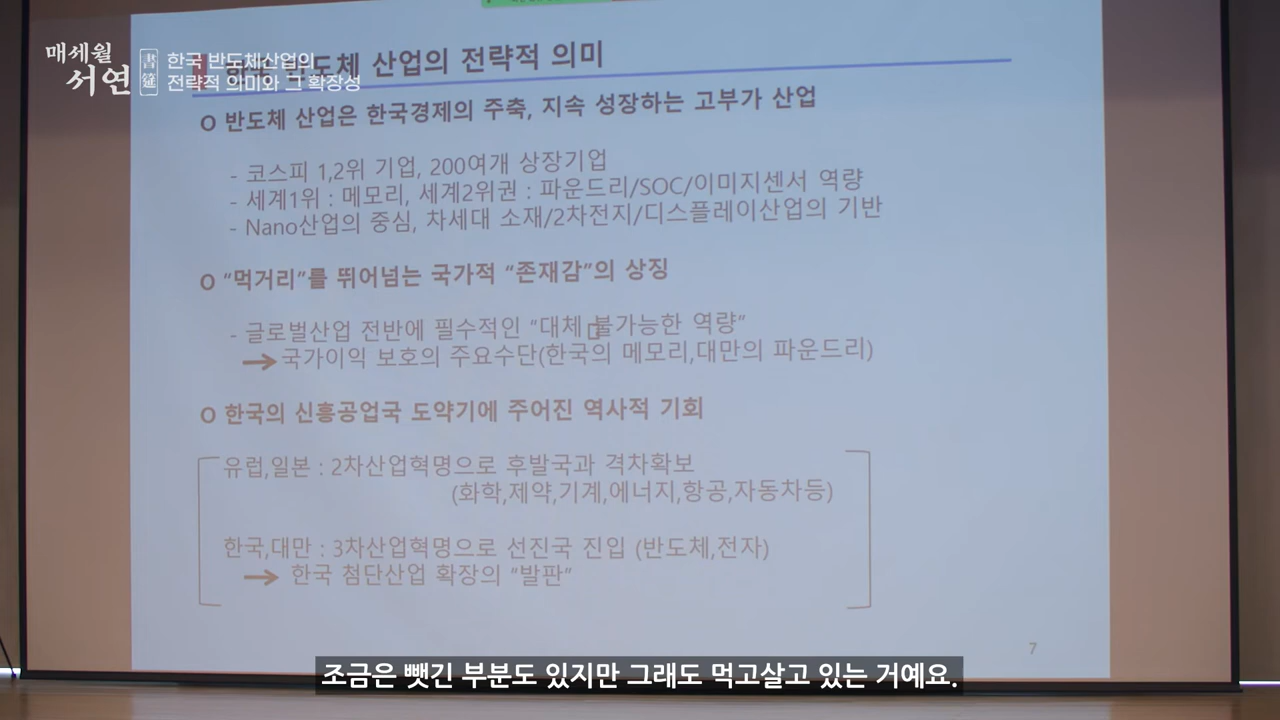 매세월
서연
書筵
한국 반도체산업의
전략적 의미와 그 확장성
반도체 산업의 전략적 의미
O 반도체 산업은 한국경제의 주축, 지속 성장하는 고부가 산업
- 코스피 1,2위 기업, 200여개 상장기업
- 세계1위 : 메모리, 세계2위권 : 파운드리/SOC/이미지센서 역량
- Nano산업의 중심, 차세대 소재/2차전지/디스플레이산업의 기반
O “먹거리”를 뛰어넘는 국가적 “존재감”의 상징
- 글로벌산업 전반에 필수적인 “대체 불가능한 역량”
➔ 국가이익 보호의 주요수단(한국의 메모리,대만의 파운드리)
O 한국의 신흥공업국 도약기에 주어진 역사적 기회
유럽,일본 : 2차산업혁명으로 후발국과 격차확보
(화학,제약,기계,에너지,항공,자동차등)
한국,대만 : 3차산업혁명으로 선진국 진입 (반도체,전자)
➔ 한국 첨단산업 확장의 “발판”
7
조금은 뺏긴 부분도 있지만 그래도 먹고살고 있는 거예요.